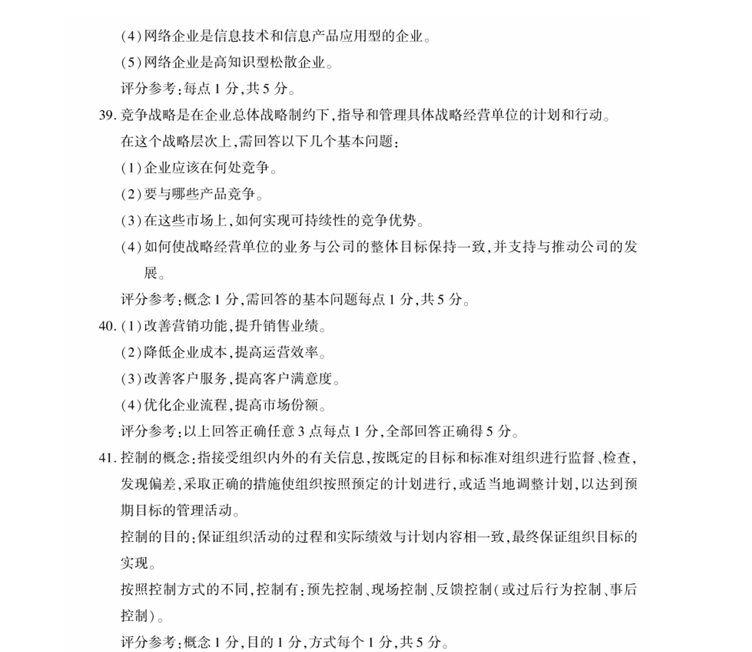 (4)网络企业是信息技术和信息产品应用型的企业。
(5)网络企业是高知识型松散企业。
评分参考:每点1分,共5分。
39. 竞争战略是在企业总体战略制约下,指导和管理具体战略经营单位的计划和行动。
在这个战略层次上,需回答以下几个基本问题:
(1)企业应该在何处竞争。
(2)要与哪些产品竞争。
(3)在这些市场上,如何实现可持续性的竞争优势。
(4)如何使战略经营单位的业务与公司的整体目标保持一致,并支持与推动公司的发
展。
评分参考:概念1分,需回答的基本问题每点1分,共5分。
40. (1)改善营销功能,提升销售业绩。
(2)降低企业成本,提高运营效率。
(3)改善客户服务,提高客户满意度。
(4)优化企业流程,提高市场份额。
评分参考:以上回答正确任意3点每点1分,全部回答正确得5分。
41. 控制的概念:指接受组织内外的有关信息,按既定的目标和标准对组织进行监督、检查,
发现偏差,采取正确的措施使组织按照预定的计划进行,或适当地调整计划,以达到预
期目标的管理活动。
控制的目的:保证组织活动的过程和实际绩效与计划内容相一致,最终保证组织目标的
实现。
按照控制方式的不同,控制有:预先控制、现场控制、反馈控制(或过后行为控制、事后
控制)。
评分参考:概念1分,目的1分,方式每个1分,共5分。